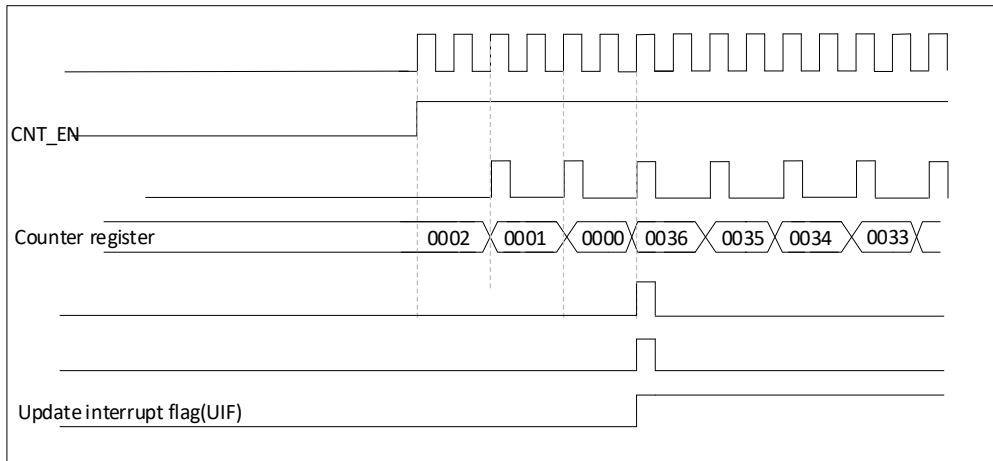 CNT_EN
Counter register 0002 0001 0000 0036 0035 0034 0033
Update interrupt flag(UIF)